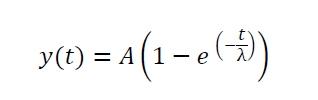 y(t) = A(1 − e^(−t/λ))